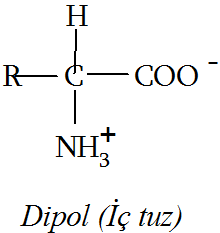 H
R C COO⁻
NH₃⁺
Dipol (İç tuz)